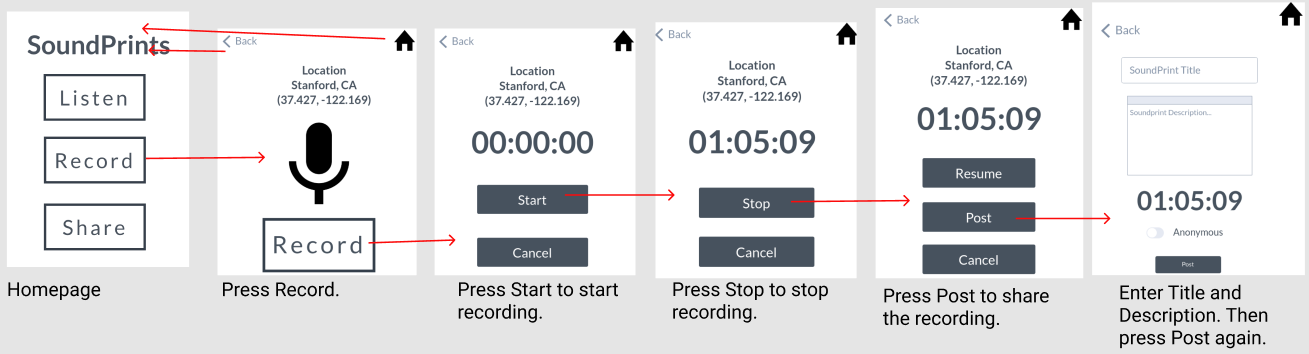 SoundPrints
Listen
Record
Share
Homepage
Back
Location
Stanford, CA
(37.427, -122.169)
Record
Press Record.
Back
Location
Stanford, CA
(37.427, -122.169)
00:00:00
Start
Cancel
Press Start to start
recording.
Back
Location
Stanford, CA
(37.427, -122.169)
01:05:09
Stop
Cancel
Press Stop to stop
recording.
Back
Location
Stanford, CA
(37.427, -122.169)
01:05:09
Resume
Post
Cancel
Press Post to share
the recording.
Back
SoundPrint Title
Soundprint Description...
01:05:09
Anonymous
Post
Enter Title and
Description. Then
press Post again.